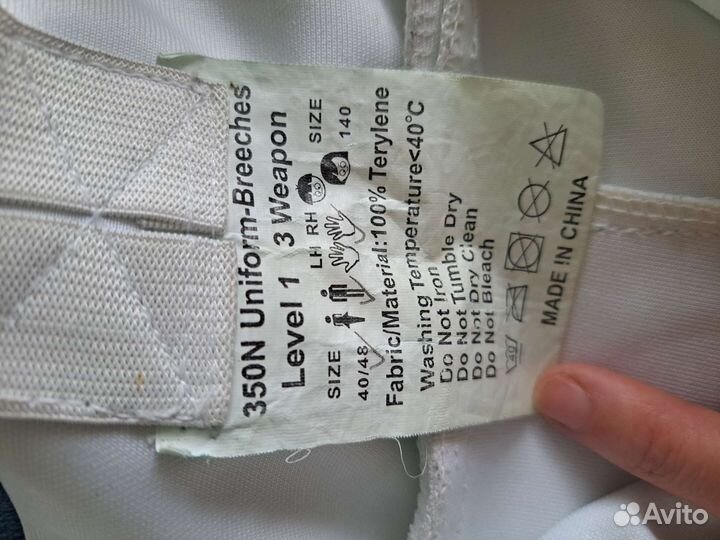 350N Uniform-Breeches
Level 1 3 Weapon
SIZE LH RH SIZE
40/48 140
Fabric/Material:100% Terylene
Washing Temperature<40°C
Do Not Iron
Do Not Tumble Dry
Do Not Dry Clean
Do Not Bleach
40
MADE IN CHINA
Avito